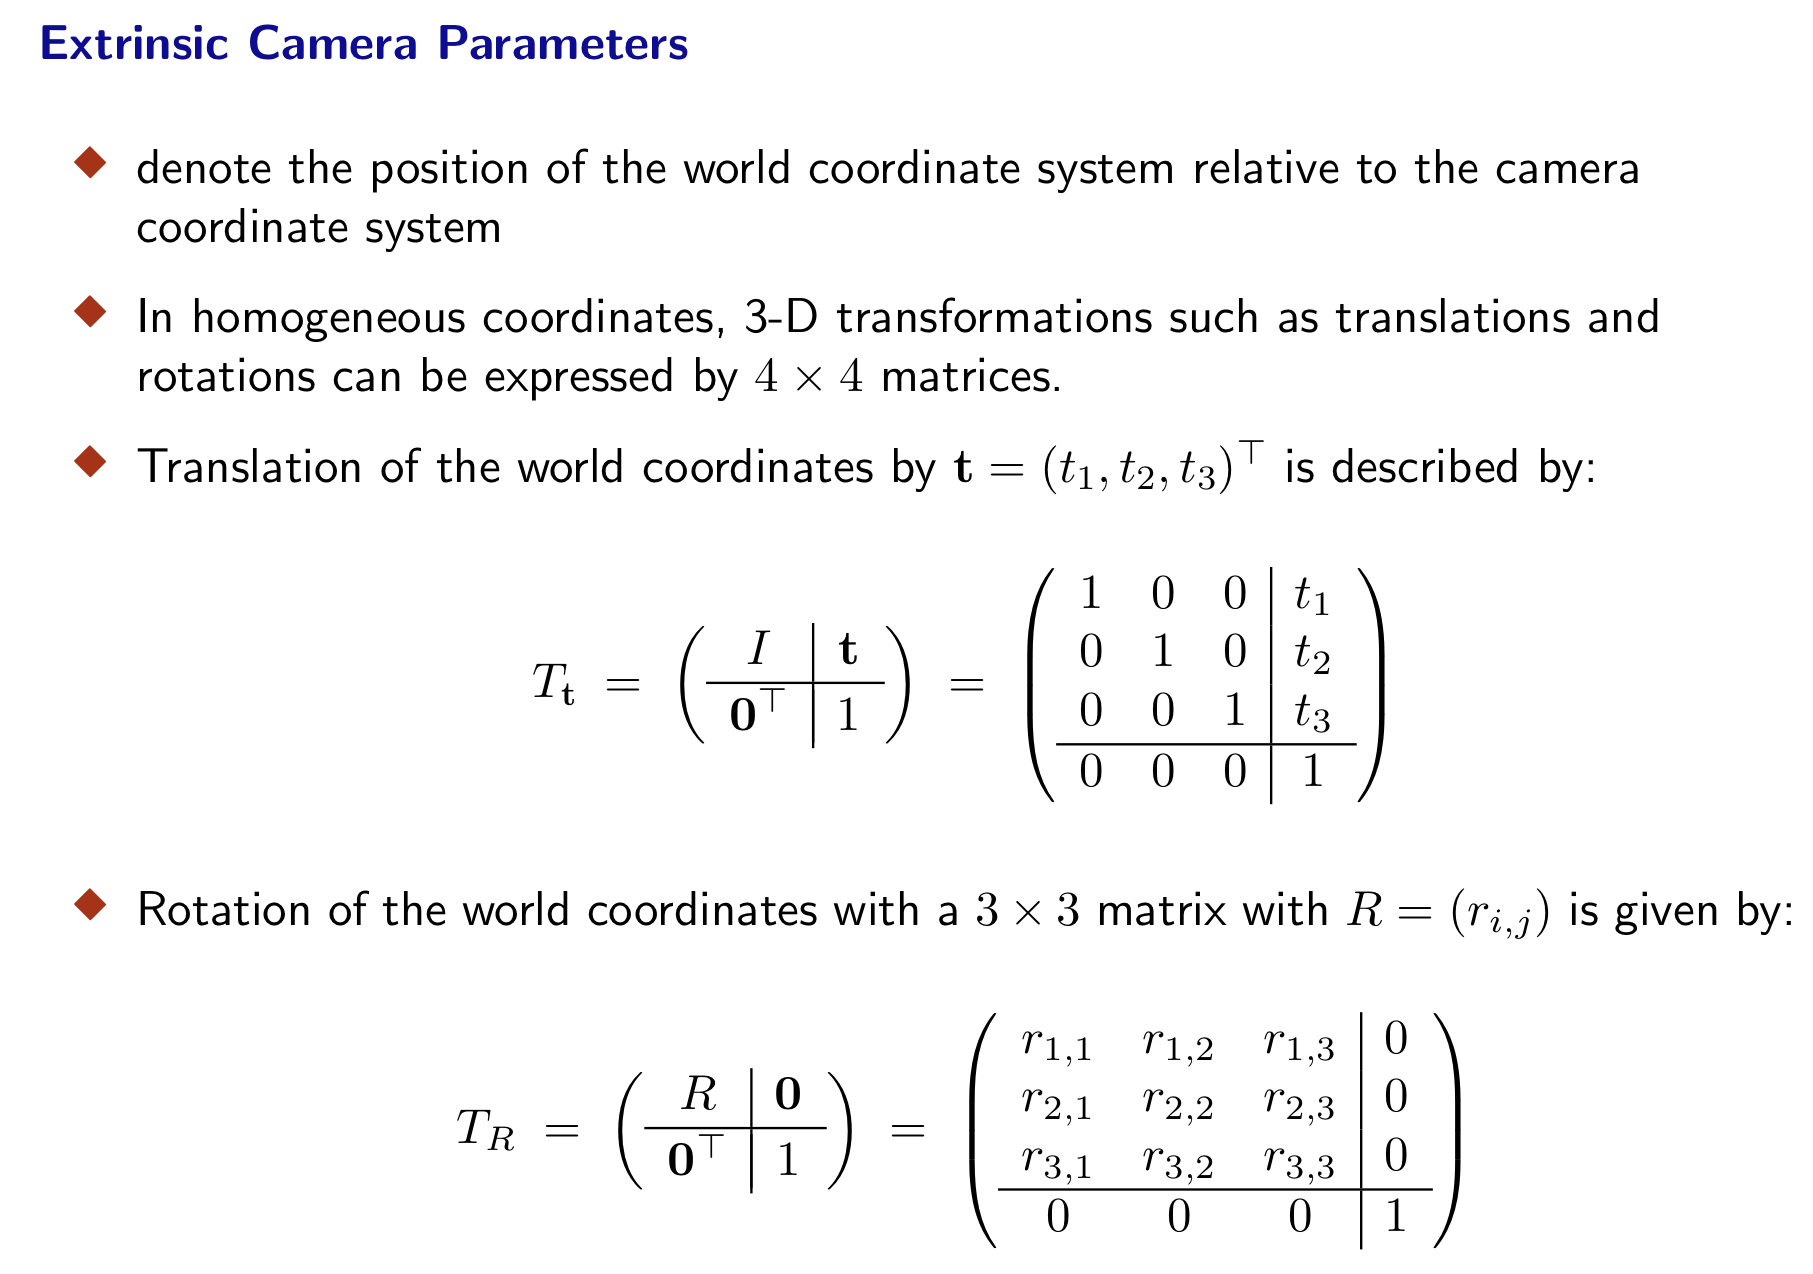 Extrinsic Camera Parameters
◆ denote the position of the world coordinate system relative to the camera
coordinate system
◆ In homogeneous coordinates, 3-D transformations such as translations and
rotations can be expressed by 4 × 4 matrices.
◆ Translation of the world coordinates by $\mathbf{t} = (t_1, t_2, t_3)^\top$ is described by:
$T_{\mathbf{t}} = \left(\begin{array}{c|c} I & \mathbf{t} \\ \hline \mathbf{0}^\top & 1 \end{array}\right) = \left(\begin{array}{ccc|c} 1 & 0 & 0 & t_1 \\ 0 & 1 & 0 & t_2 \\ 0 & 0 & 1 & t_3 \\ \hline 0 & 0 & 0 & 1 \end{array}\right)$
◆ Rotation of the world coordinates with a 3 × 3 matrix with $R = (r_{i,j})$ is given by:
$T_R = \left(\begin{array}{c|c} R & \mathbf{0} \\ \hline \mathbf{0}^\top & 1 \end{array}\right) = \left(\begin{array}{ccc|c} r_{1,1} & r_{1,2} & r_{1,3} & 0 \\ r_{2,1} & r_{2,2} & r_{2,3} & 0 \\ r_{3,1} & r_{3,2} & r_{3,3} & 0 \\ \hline 0 & 0 & 0 & 1 \end{array}\right)$